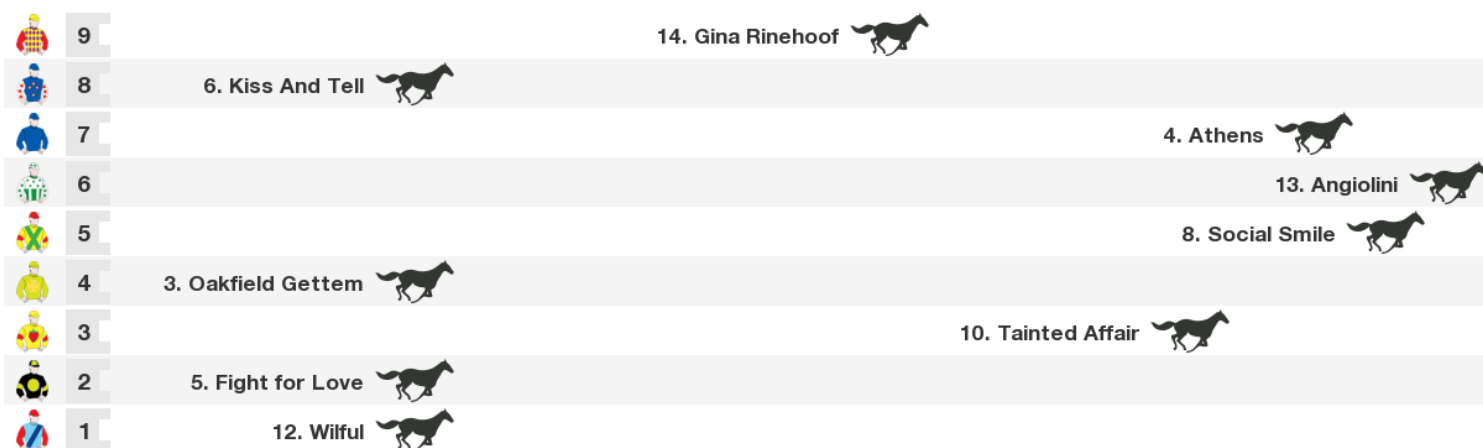 9 14. Gina Rinehoof
8 6. Kiss And Tell
7 4. Athens
6 13. Angiolini
5 8. Social Smile
4 3. Oakfield Gettem
3 10. Tainted Affair
2 5. Fight for Love
1 12. Wilful